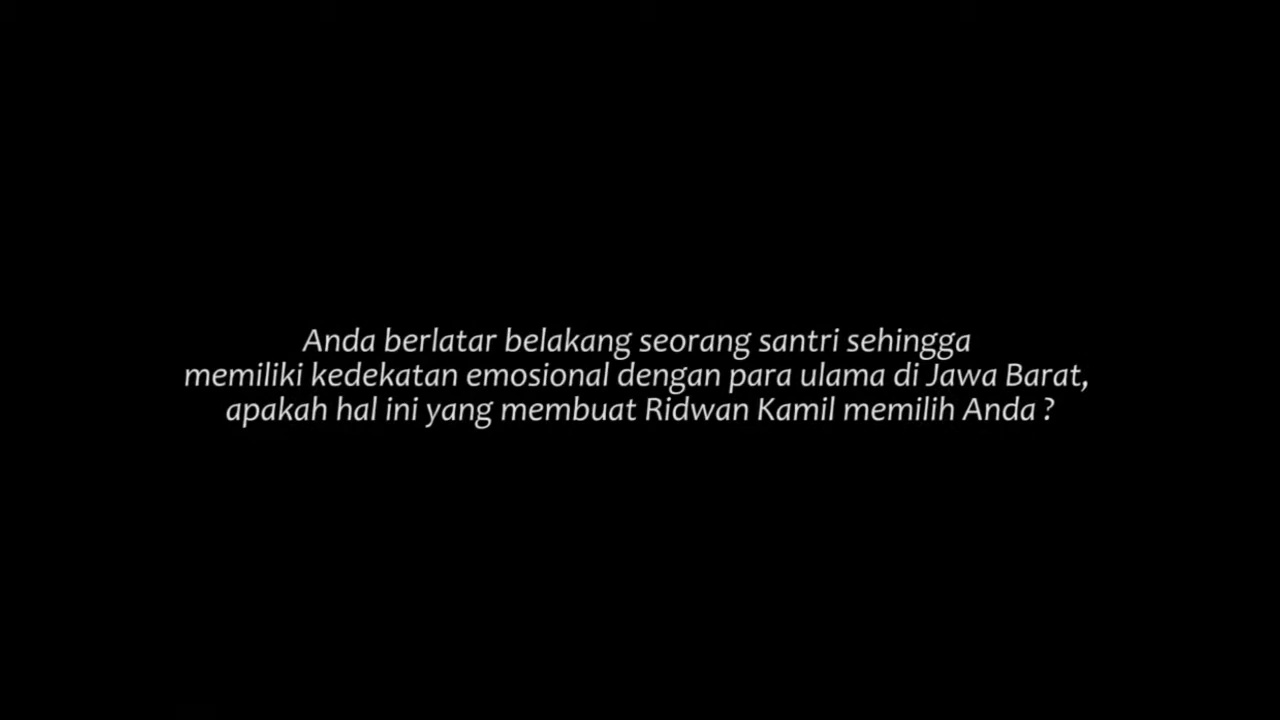 Anda berlatar belakang seorang santri sehingga
memiliki kedekatan emosional dengan para ulama di Jawa Barat,
apakah hal ini yang membuat Ridwan Kamil memilih Anda ?